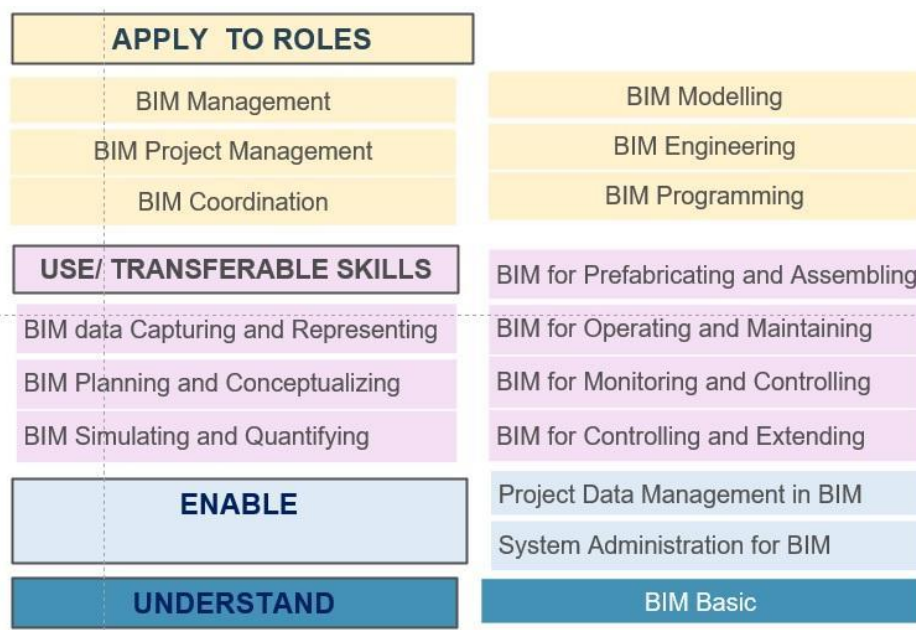 APPLY TO ROLES
BIM Management
BIM Modelling
BIM Project Management
BIM Engineering
BIM Coordination
BIM Programming
USE/ TRANSFERABLE SKILLS
BIM for Prefabricating and Assembling
BIM data Capturing and Representing
BIM for Operating and Maintaining
BIM Planning and Conceptualizing
BIM for Monitoring and Controlling
BIM Simulating and Quantifying
BIM for Controlling and Extending
ENABLE
Project Data Management in BIM
System Administration for BIM
UNDERSTAND
BIM Basic